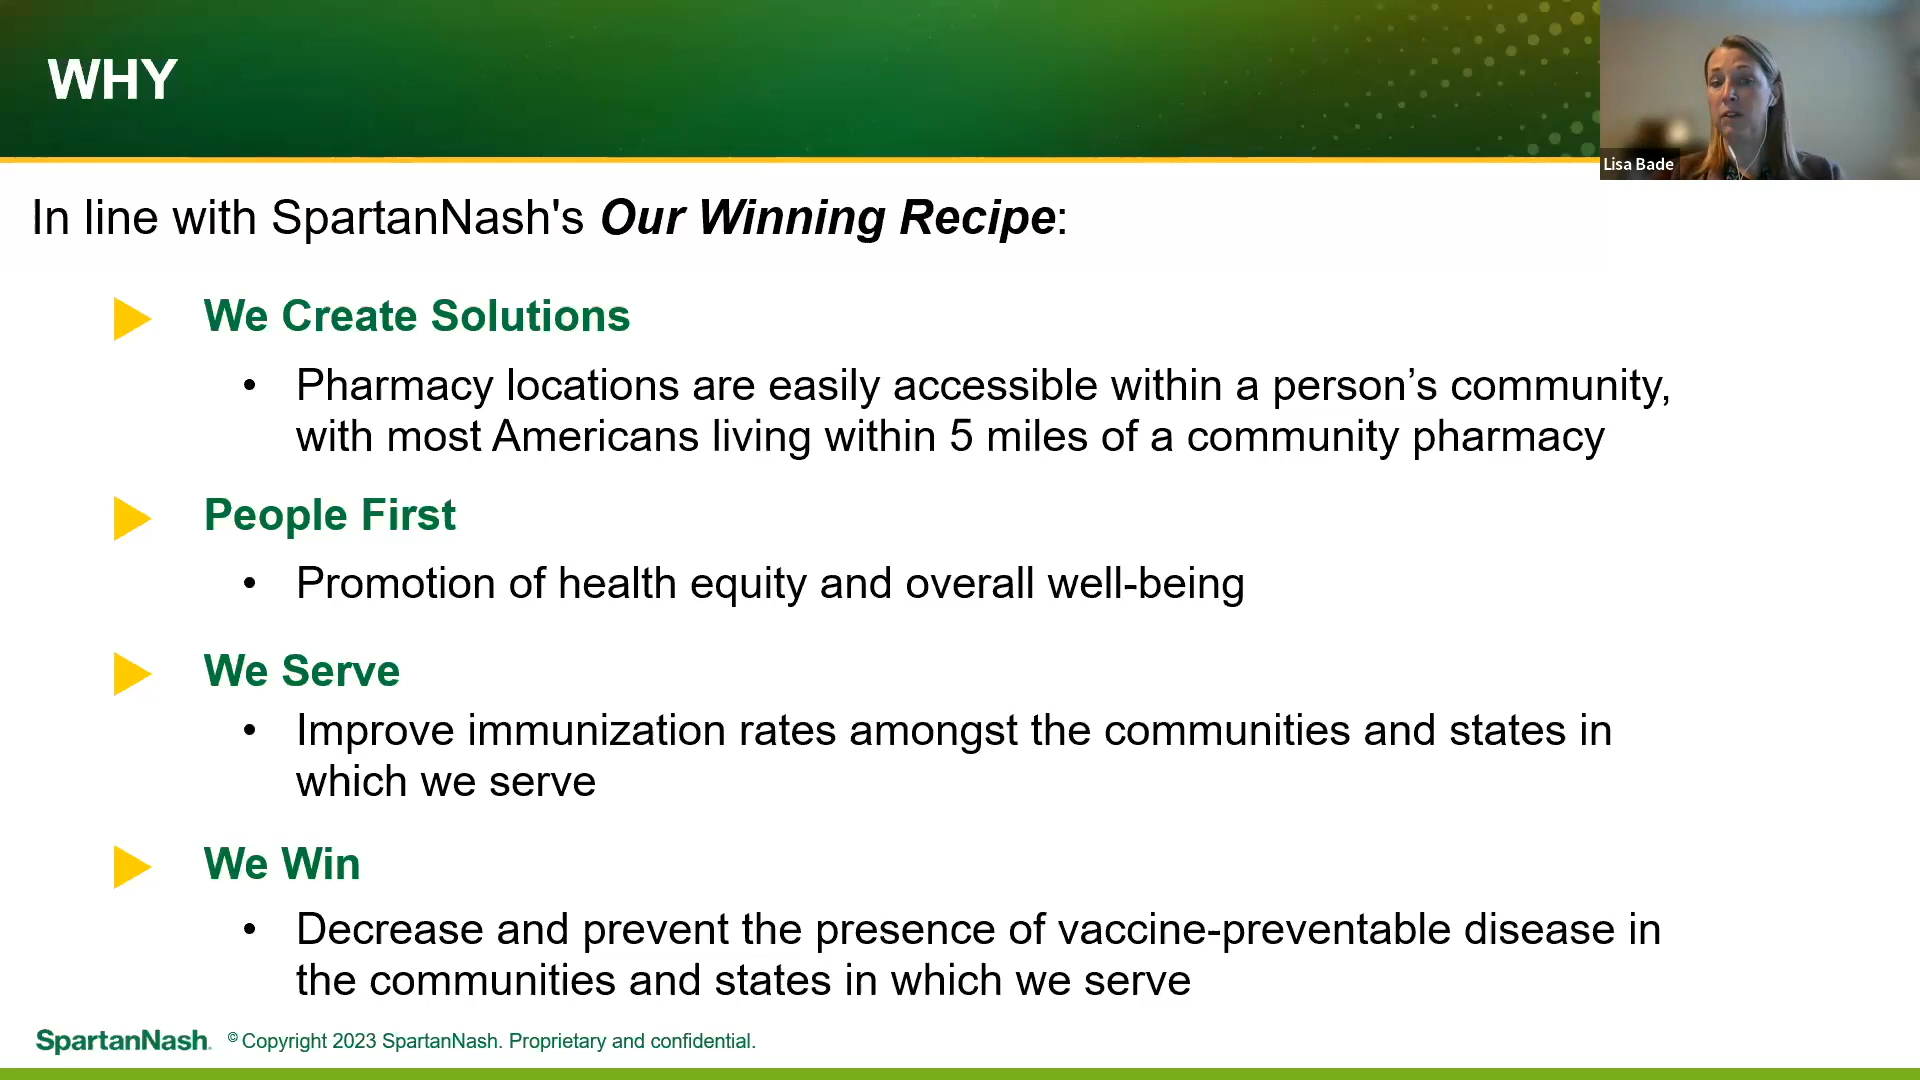 WHY
Lisa Bade
In line with SpartanNash's Our Winning Recipe:
We Create Solutions
• Pharmacy locations are easily accessible within a person’s community,
with most Americans living within 5 miles of a community pharmacy
People First
• Promotion of health equity and overall well-being
We Serve
• Improve immunization rates amongst the communities and states in
which we serve
We Win
• Decrease and prevent the presence of vaccine-preventable disease in
the communities and states in which we serve
SpartanNash. © Copyright 2023 SpartanNash. Proprietary and confidential.